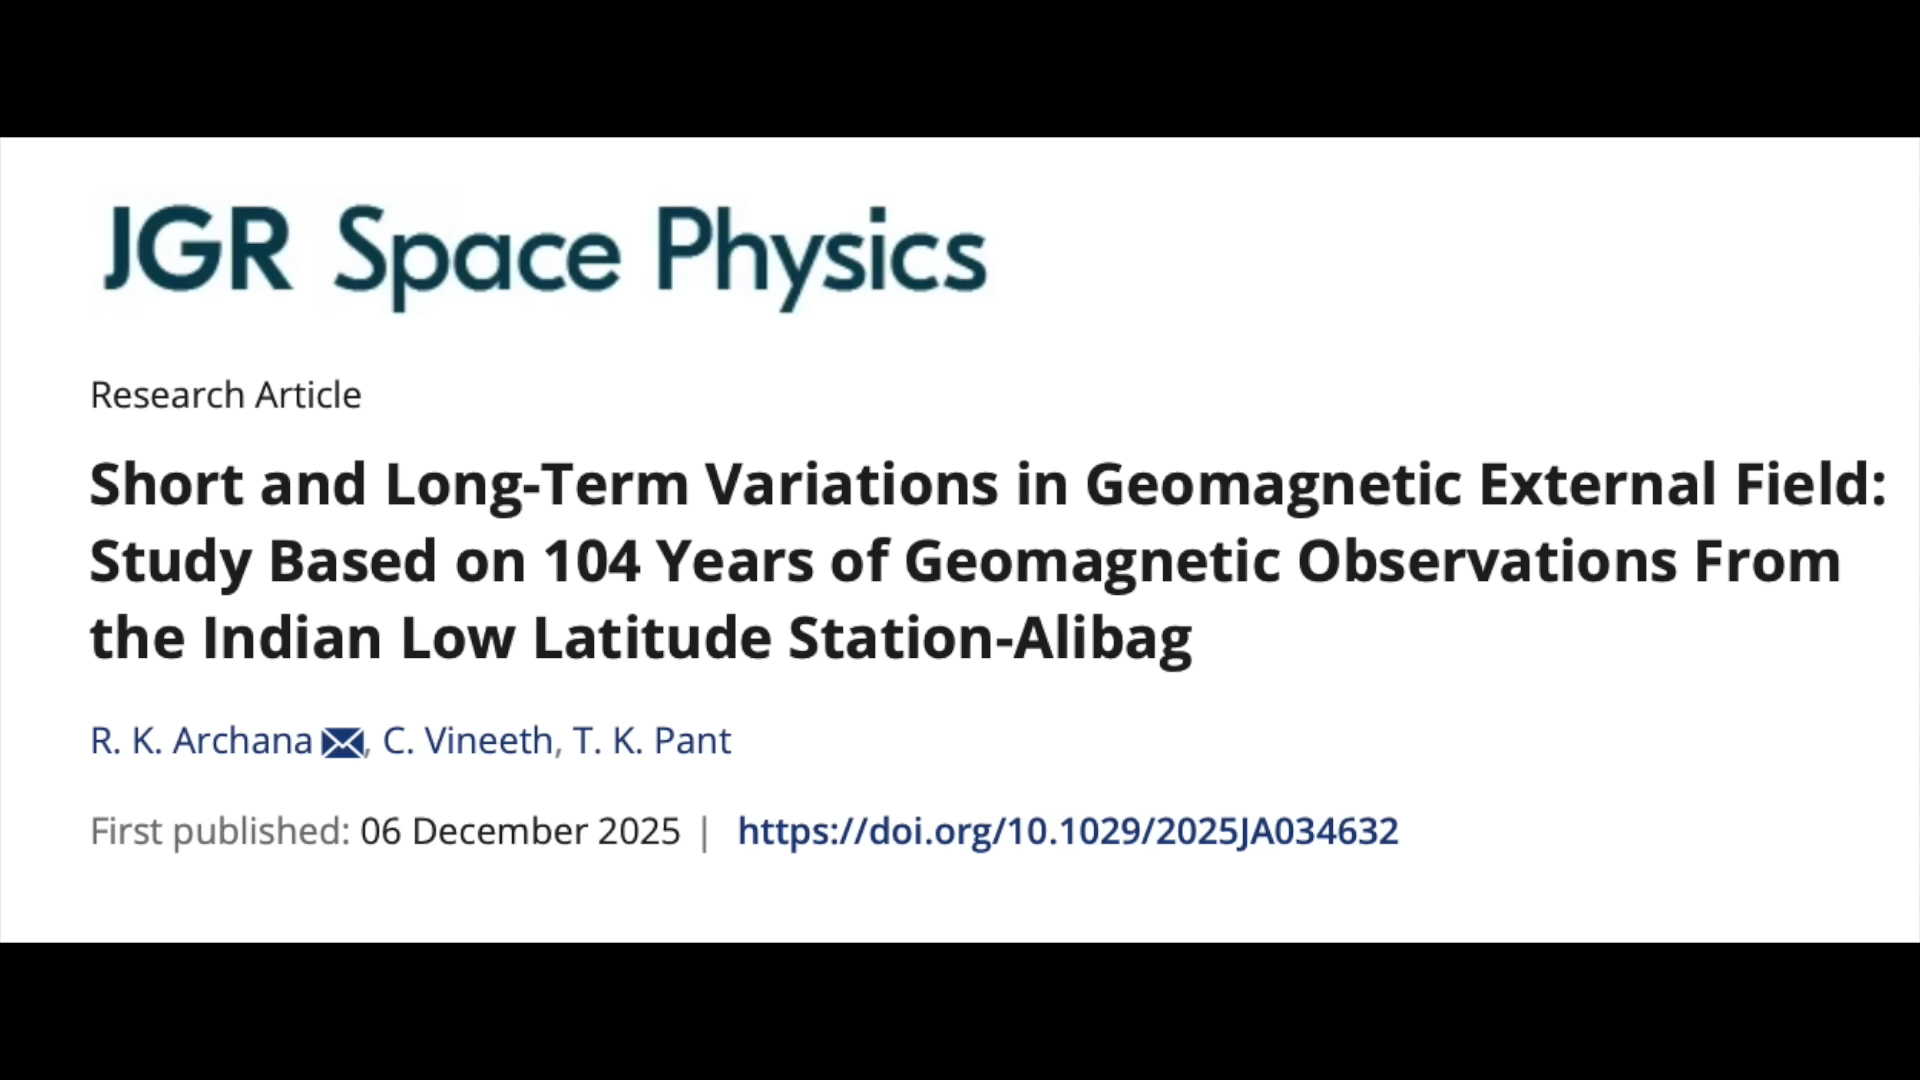 JGR Space Physics
Research Article
Short and Long-Term Variations in Geomagnetic External Field:
Study Based on 104 Years of Geomagnetic Observations From
the Indian Low Latitude Station-Alibag
R. K. Archana, C. Vineeth, T. K. Pant
First published: 06 December 2025 | https://doi.org/10.1029/2025JA034632